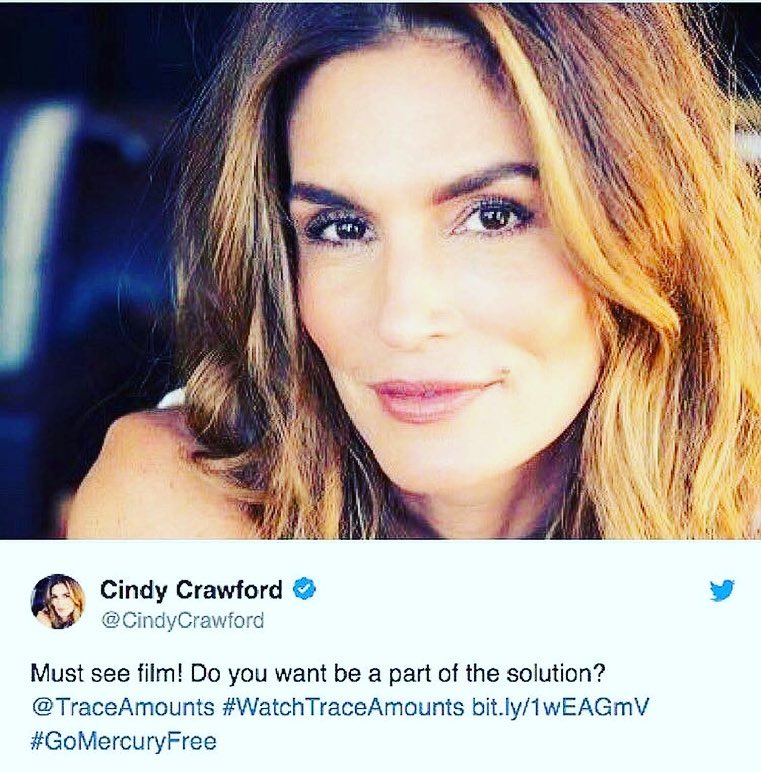 Cindy Crawford
@CindyCrawford
Must see film! Do you want be a part of the solution?
@TraceAmounts #WatchTraceAmounts bit.ly/1wEAGmV
#GoMercuryFree